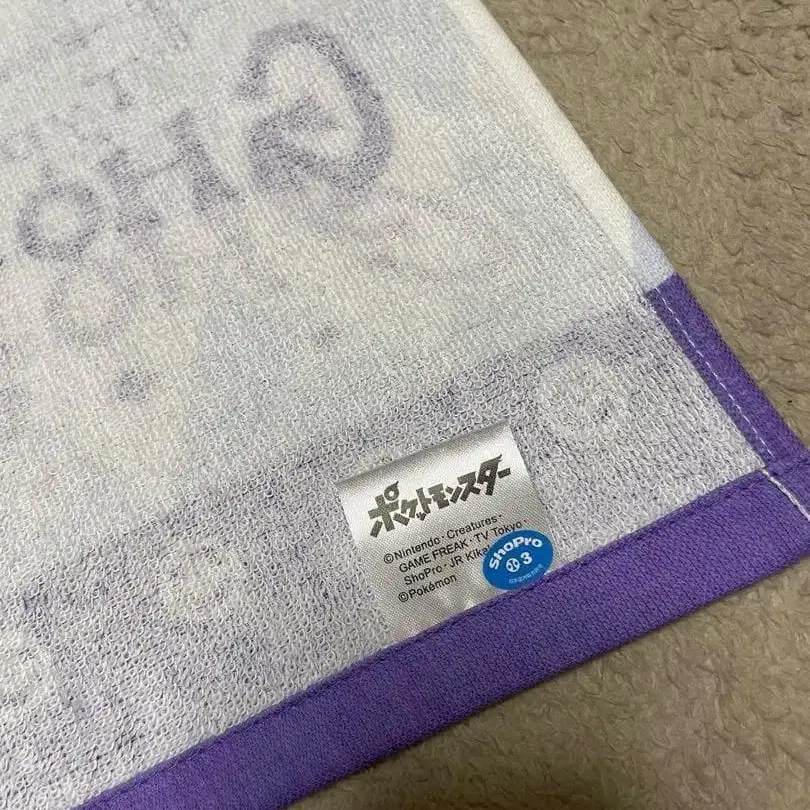 ポケットモンスター
©Nintendo・Creatures・
GAME FREAK・TV Tokyo・
ShoPro・JR Kika
©Pokémon
ShoPro
3